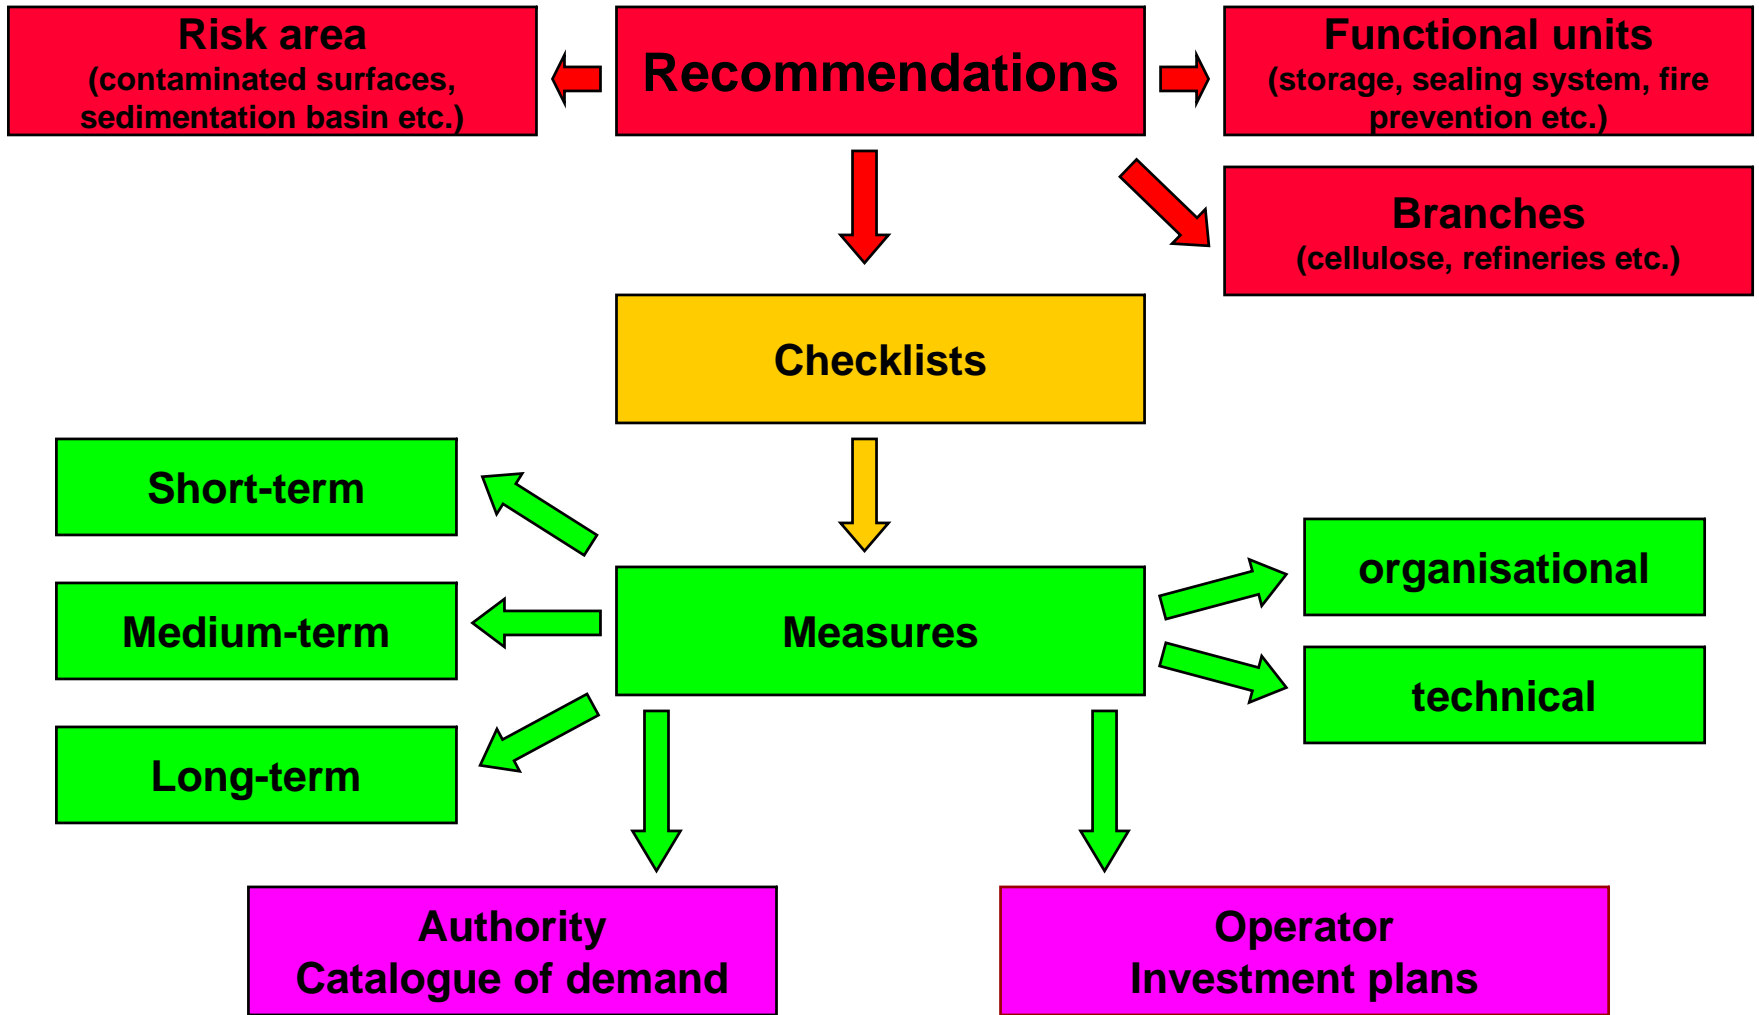 Risk area
(contaminated surfaces,
sedimentation basin etc.)
Recommendations
Functional units
(storage, sealing system, fire
prevention etc.)
Branches
(cellulose, refineries etc.)
Checklists
Short-term
Medium-term
Long-term
Measures
organisational
technical
Authority
Catalogue of demand
Operator
Investment plans